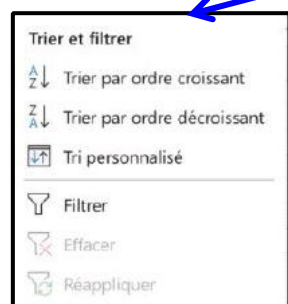 Trier et filtrer
Trier par ordre croissant
Trier par ordre décroissant
Tri personnalisé
Filtrer
Effacer
Réappliquer